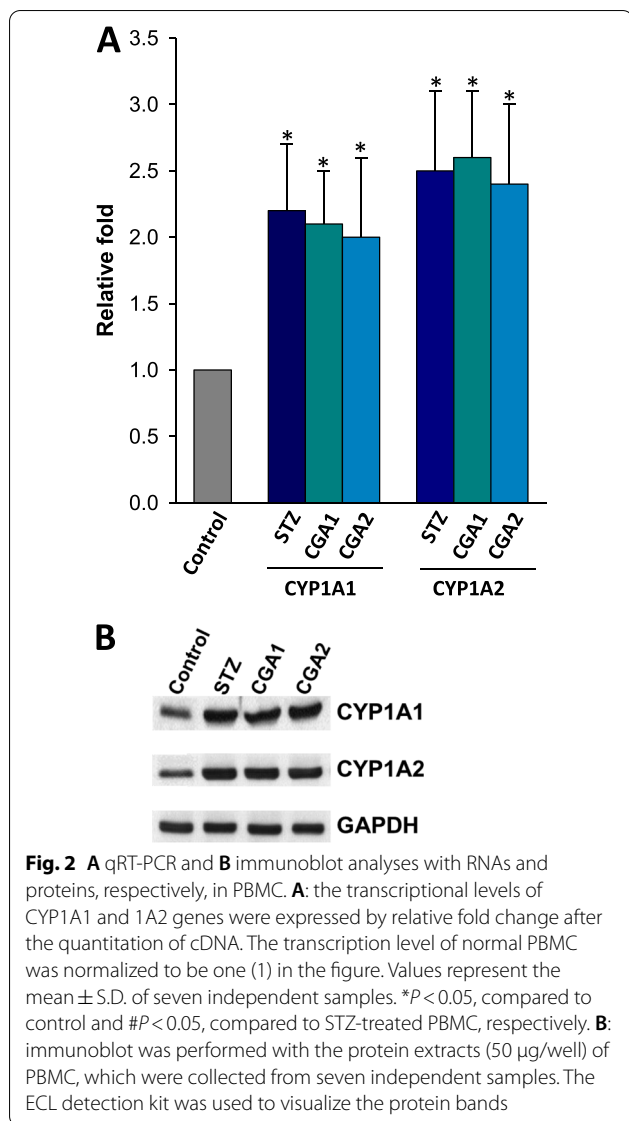 A
3.5
3.0
2.5
2.0
1.5
1.0
0.5
0.0
Relative fold
* * * * * *
Control STZ CGA1 CGA2 STZ CGA1 CGA2
CYP1A1 CYP1A2
B
Control STZ CGA1 CGA2
CYP1A1
CYP1A2
GAPDH
Fig. 2 A qRT-PCR and B immunoblot analyses with RNAs and
proteins, respectively, in PBMC. A: the transcriptional levels of
CYP1A1 and 1A2 genes were expressed by relative fold change after
the quantitation of cDNA. The transcription level of normal PBMC
was normalized to be one (1) in the figure. Values represent the
mean ± S.D. of seven independent samples. *P < 0.05, compared to
control and #P < 0.05, compared to STZ-treated PBMC, respectively. B:
immunoblot was performed with the protein extracts (50 µg/well) of
PBMC, which were collected from seven independent samples. The
ECL detection kit was used to visualize the protein bands